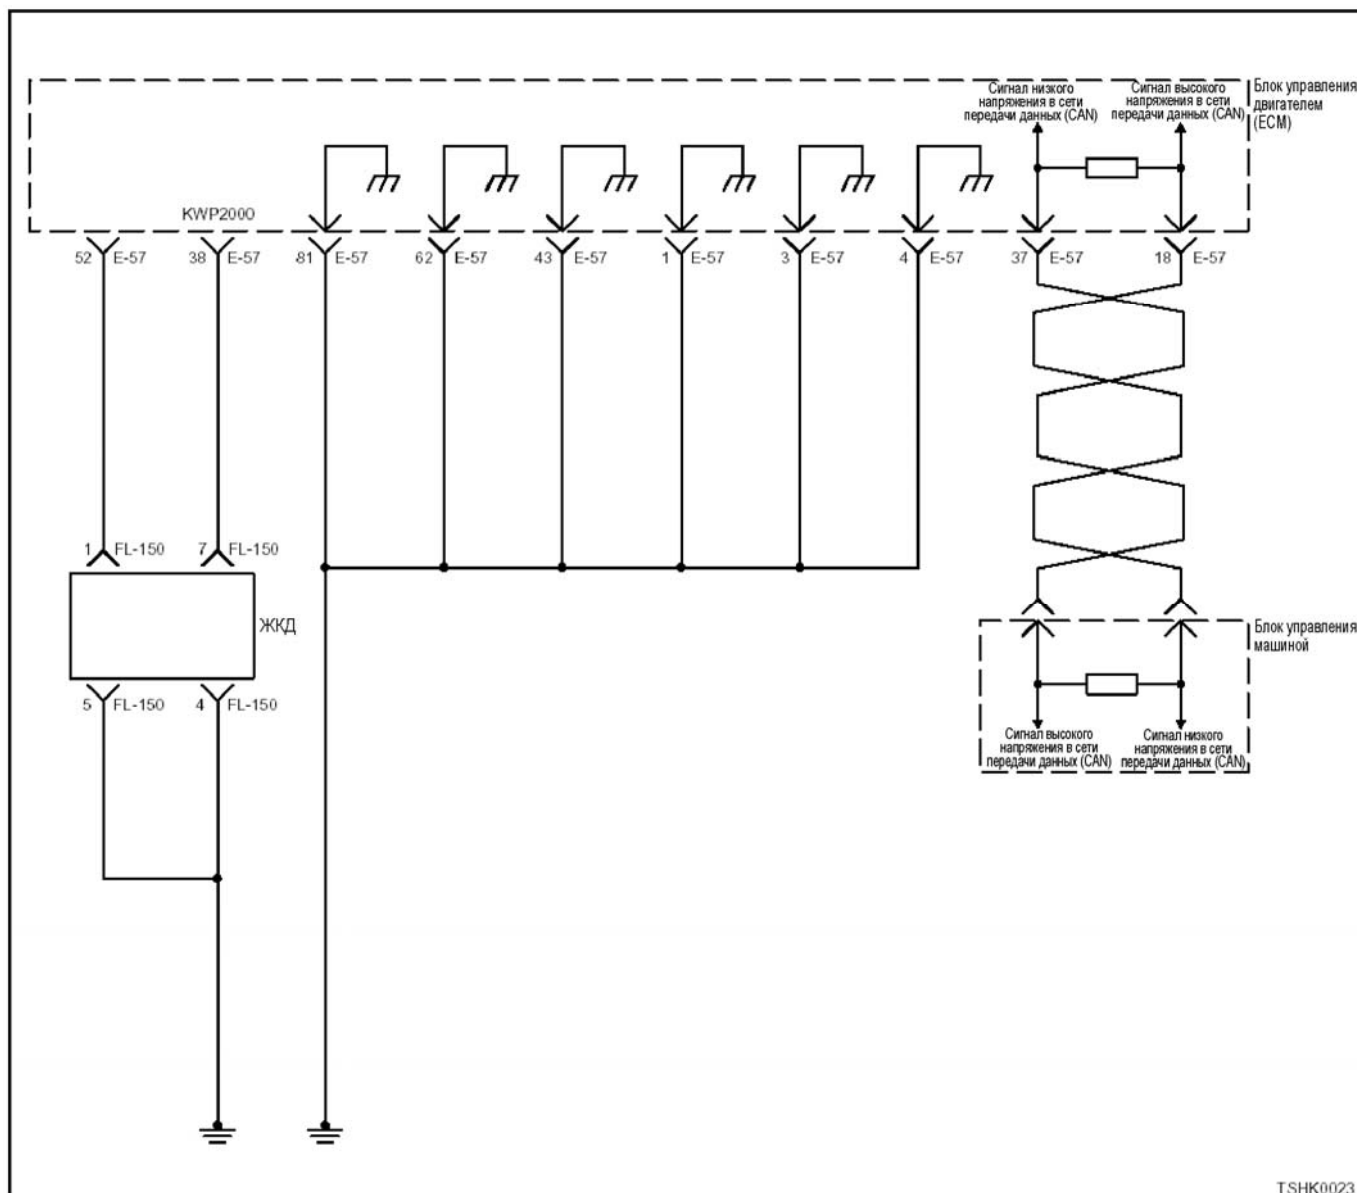 Сигнал низкого
напряжения в сети
передачи данных (CAN)
Сигнал высокого
напряжения в сети
передачи данных (CAN)
Блок управления
двигателем
(ECM)
KWP2000
52 E-57
38 E-57
81 E-57
62 E-57
43 E-57
1 E-57
3 E-57
4 E-57
37 E-57
18 E-57
1 FL-150
7 FL-150
ЖКД
5 FL-150
4 FL-150
Блок управления
машиной
Сигнал высокого
напряжения в сети
передачи данных (CAN)
Сигнал низкого
напряжения в сети
передачи данных (CAN)
TSHK0023